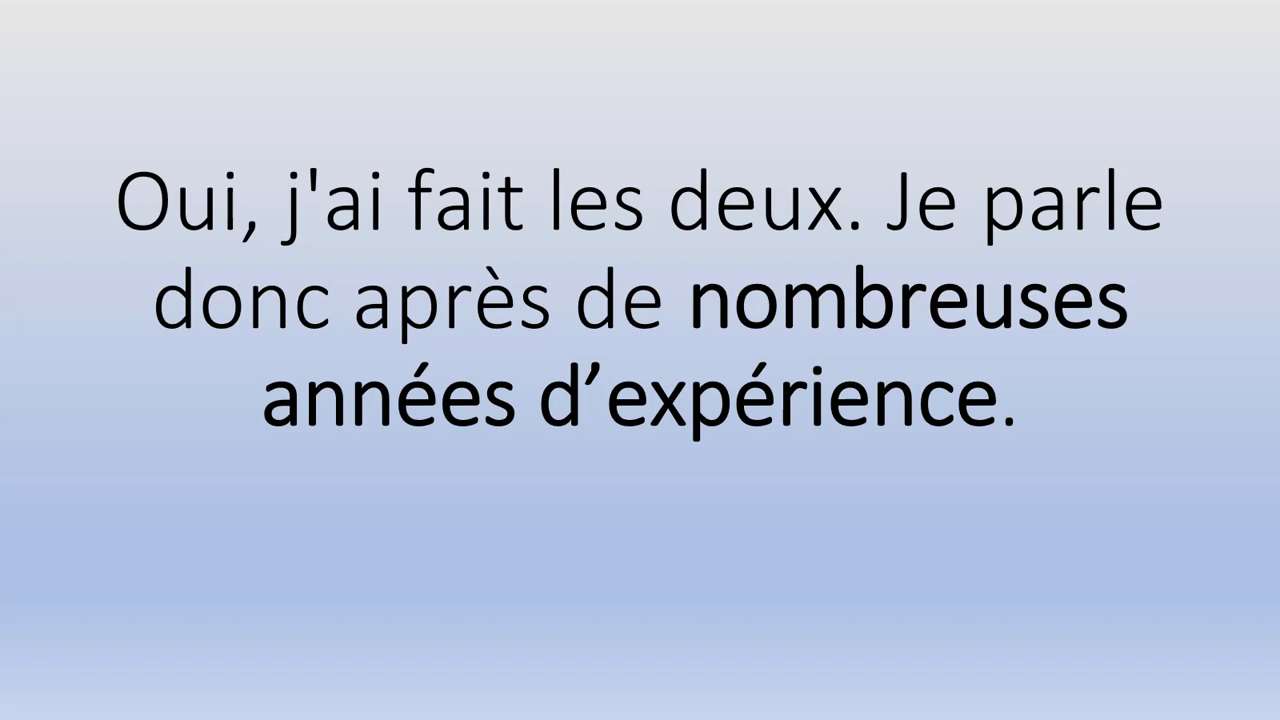 Oui, j'ai fait les deux. Je parle
donc après de nombreuses
années d’expérience.